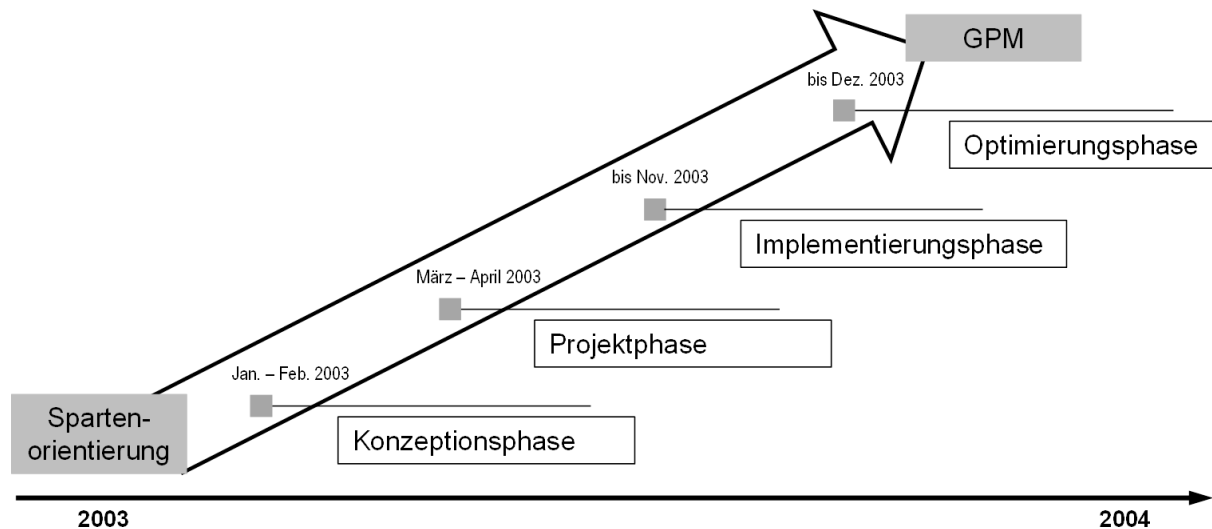 GPM
bis Dez. 2003
Optimierungsphase
bis Nov. 2003
Implementierungsphase
März – April 2003
Projektphase
Jan. – Feb. 2003
Konzeptionsphase
Sparten-
orientierung
2003
2004